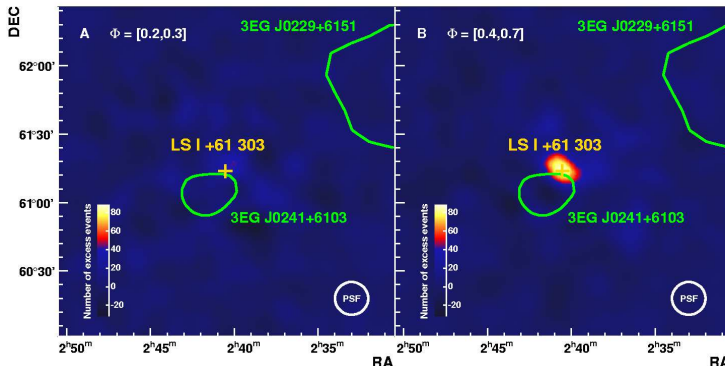 DEC
A Φ = [0.2,0.3]
3EG J0229+6151
62°00'
61°30'
61°00'
60°30'
LS I +61 303
3EG J0241+6103
Number of excess events
80
60
40
20
0
-20
PSF
2ʰ50ᵐ
2ʰ45ᵐ
2ʰ40ᵐ
2ʰ35ᵐ
RA
B Φ = [0.4,0.7]
3EG J0229+6151
LS I +61 303
3EG J0241+6103
Number of excess events
80
60
40
20
0
-20
PSF
2ʰ50ᵐ
2ʰ45ᵐ
2ʰ40ᵐ
2ʰ35ᵐ
RA